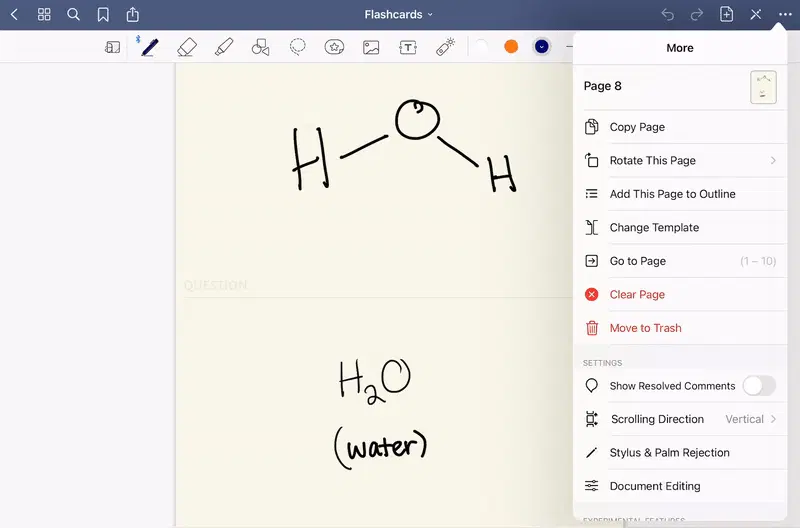 Flashcards
More
Page 8
Copy Page
Rotate This Page
Add This Page to Outline
Change Template
Go to Page (1 – 10)
Clear Page
Move to Trash
SETTINGS
Show Resolved Comments
Scrolling Direction Vertical
Stylus & Palm Rejection
Document Editing
EXPERIMENTAL FEATURES
H O H
QUESTION
H₂O
(water)